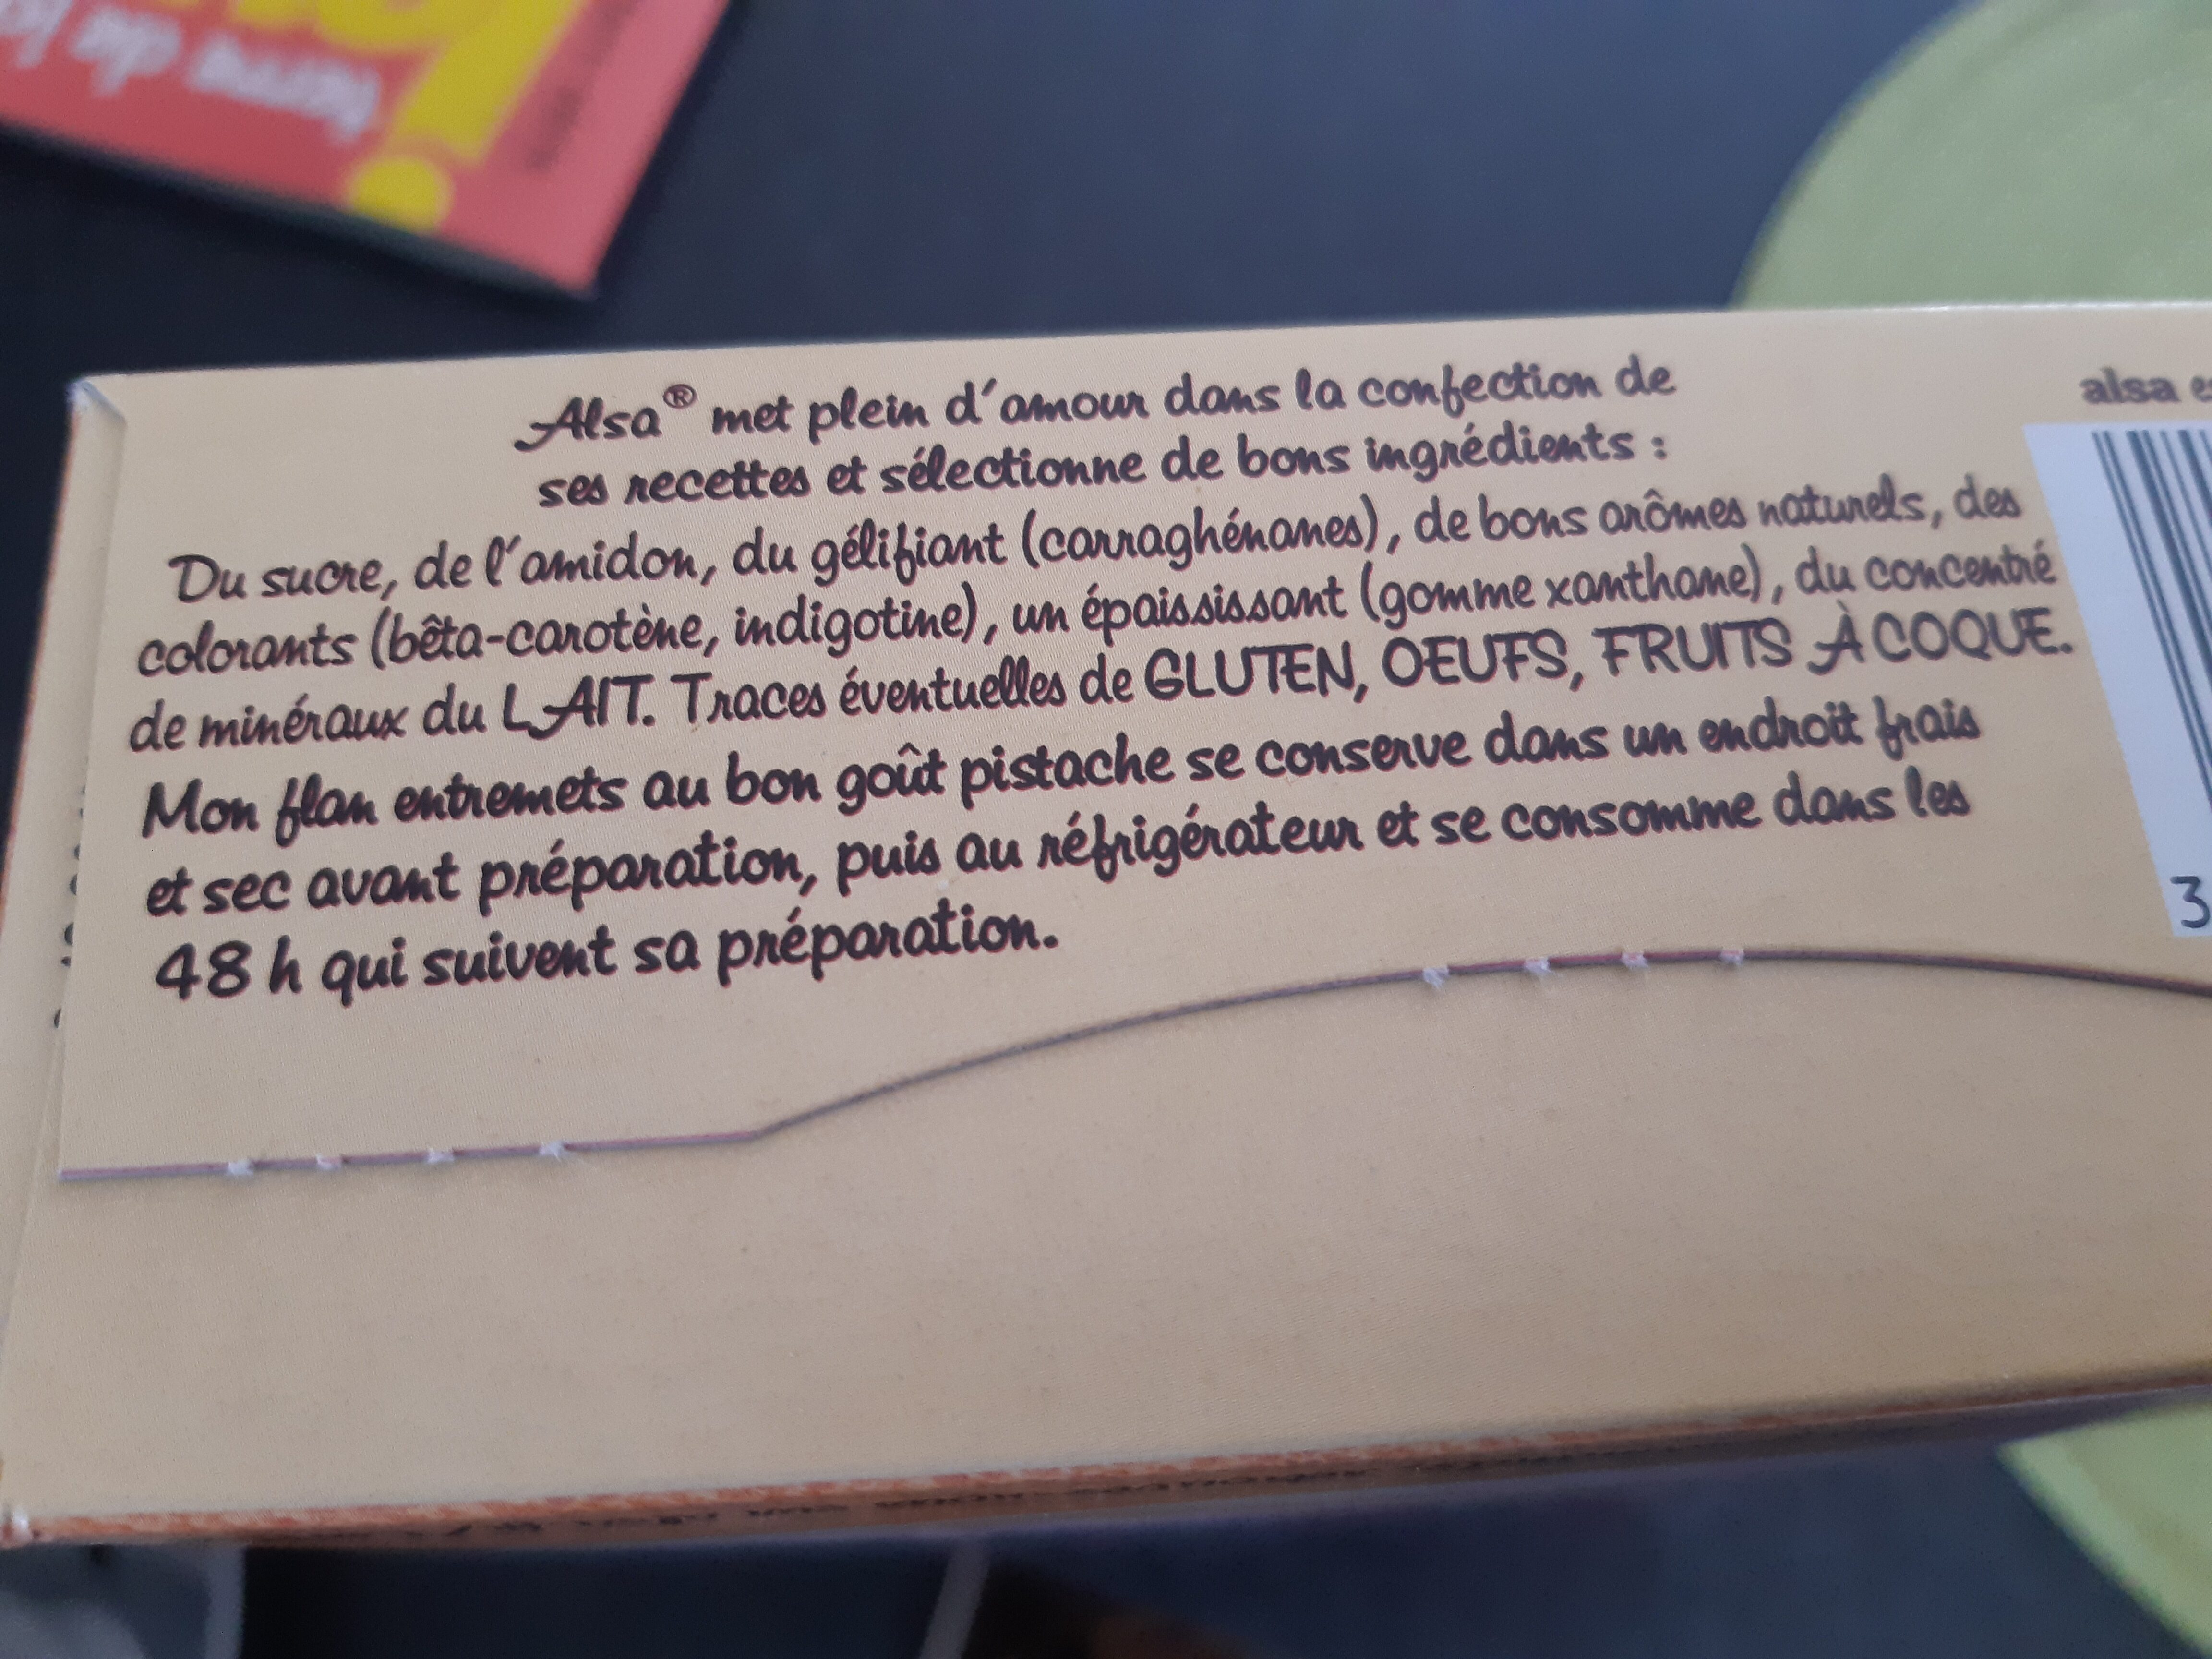 Alsa® met plein d'amour dans la confection de
ses recettes et sélectionne de bons ingrédients :
Du sucre, de l'amidon, du gélifiant (carraghénanes), de bons arômes naturels, des
colorants (bêta-carotène, indigotine), un épaississant (gomme xanthane), du concentré
de minéraux du LAIT. Traces éventuelles de GLUTEN, OEUFS, FRUITS À COQUE.
Mon flan entremets au bon goût pistache se conserve dans un endroit frais
et sec avant préparation, puis au réfrigérateur et se consomme dans les
48 h qui suivent sa préparation.
alsa
3